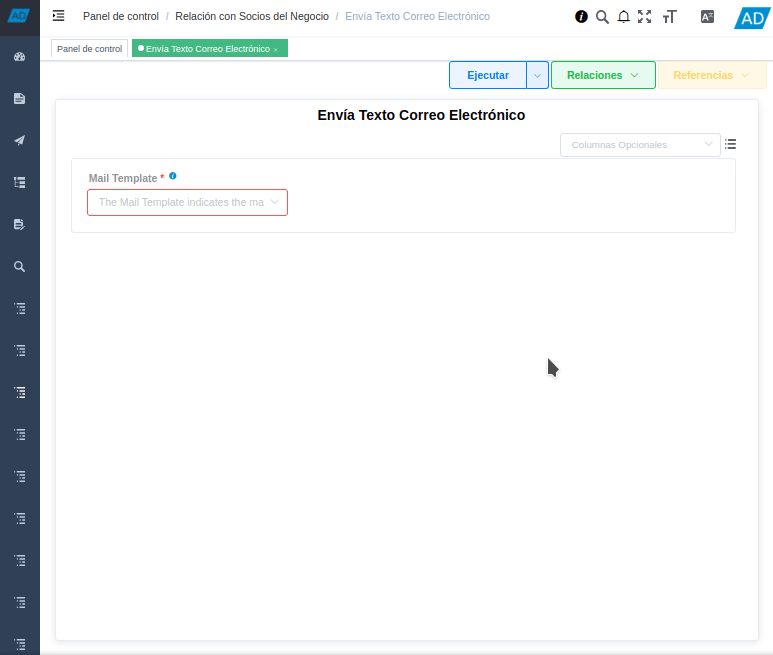 AD
Panel de control / Relación con Socios del Negocio / Envía Texto Correo Electrónico
AD
Panel de control
Envía Texto Correo Electrónico ×
Ejecutar
Relaciones
Referencias
Envía Texto Correo Electrónico
Columnas Opcionales
Mail Template *
The Mail Template indicates the ma